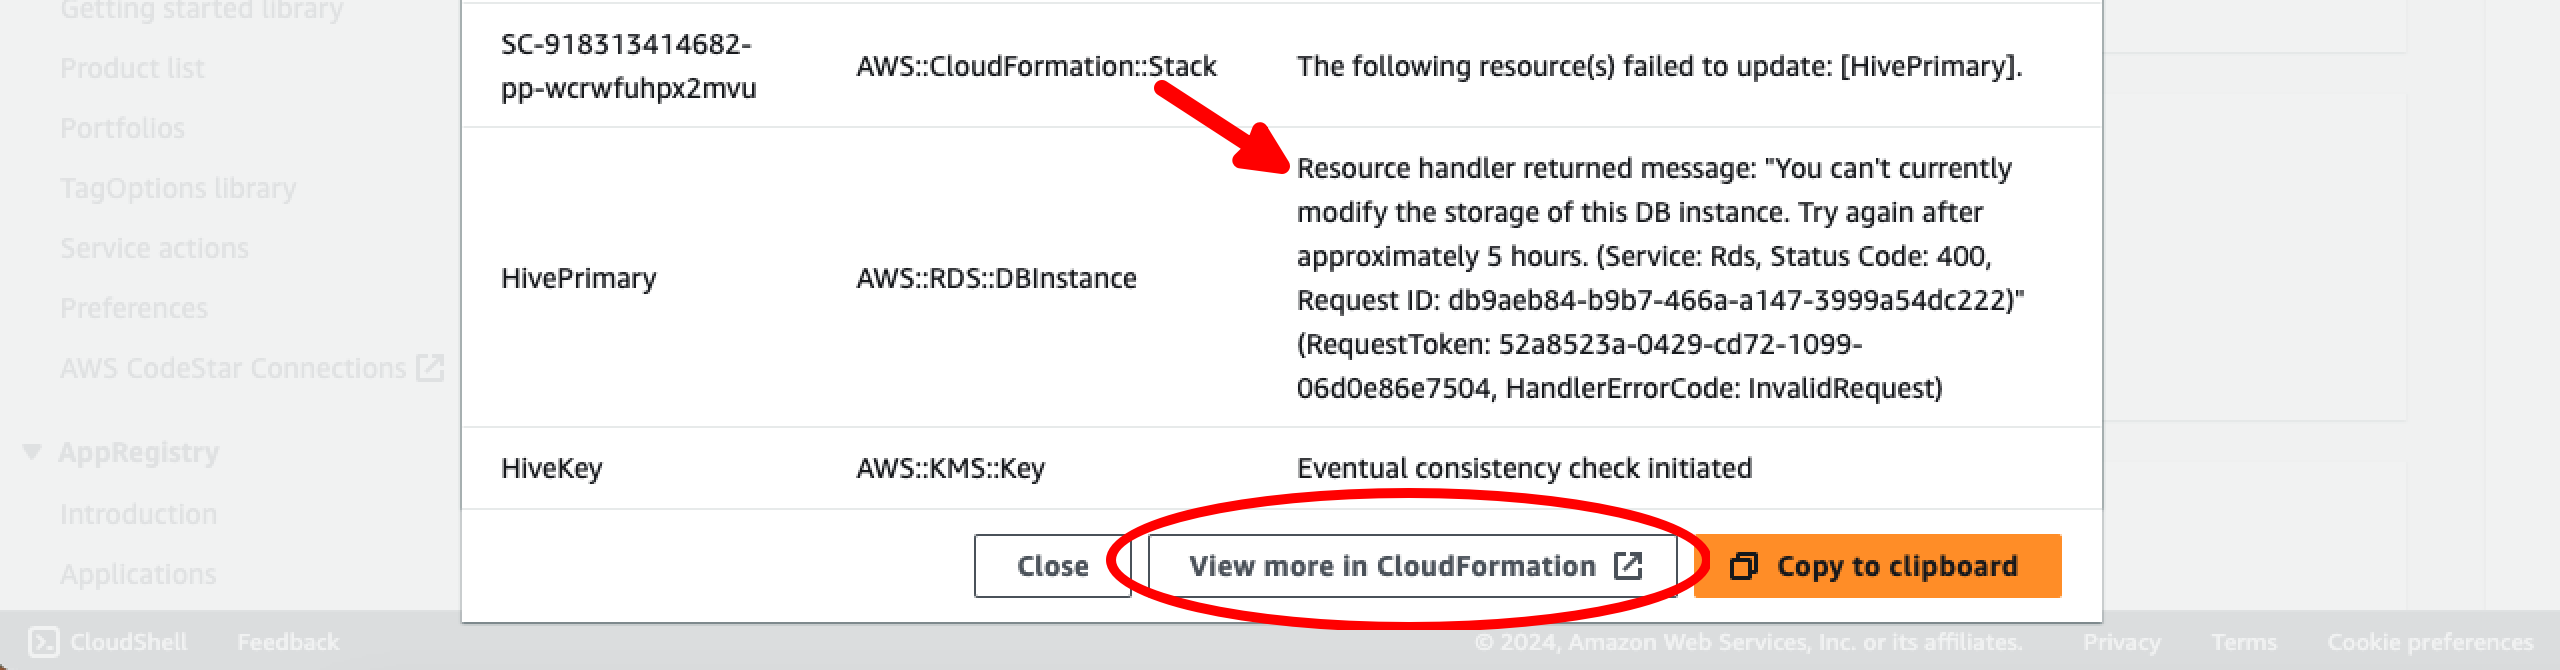 Getting started library
Product list
Portfolios
TagOptions library
Service actions
Preferences
AWS CodeStar Connections
AppRegistry
Introduction
Applications
SC-918313414682-
pp-wcrwfuhpx2mvu
AWS::CloudFormation::Stack
The following resource(s) failed to update: [HivePrimary].
HivePrimary
AWS::RDS::DBInstance
Resource handler returned message: "You can't currently
modify the storage of this DB instance. Try again after
approximately 5 hours. (Service: Rds, Status Code: 400,
Request ID: db9aeb84-b9b7-466a-a147-3999a54dc222)"
(RequestToken: 52a8523a-0429-cd72-1099-
06d0e86e7504, HandlerErrorCode: InvalidRequest)
HiveKey
AWS::KMS::Key
Eventual consistency check initiated
Close
View more in CloudFormation
Copy to clipboard
CloudShell
Feedback
© 2024, Amazon Web Services, Inc. or its affiliates.
Privacy
Terms
Cookie preferences